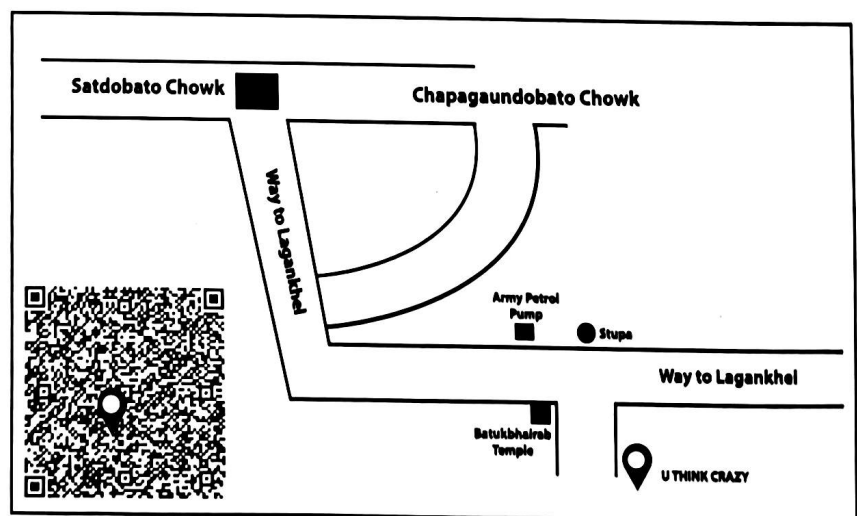 Satdobato Chowk
Chapagaundobato Chowk
Way to Lagankhel
Army Petrol
Pump
Stupa
Way to Lagankhel
Batukbhairab
Temple
U THINK CRAZY